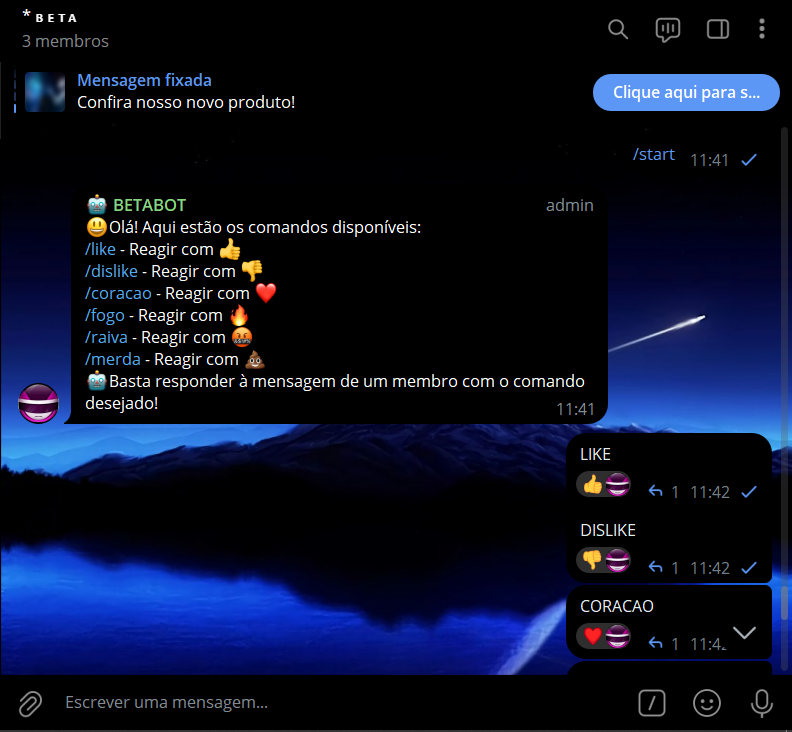 * BETA
3 membros
Mensagem fixada
Confira nosso novo produto!
Clique aqui para s...
/start 11:41
🤖 BETABOT admin
😃Olá! Aqui estão os comandos disponíveis:
/like - Reagir com 👍
/dislike - Reagir com 👎
/coracao - Reagir com ❤️
/fogo - Reagir com 🔥
/raiva - Reagir com 🤬
/merda - Reagir com 💩
🤖Basta responder à mensagem de um membro com o comando
desejado!
11:41
LIKE
1 11:42
DISLIKE
1 11:42
CORACAO
1 11:4
Escrever uma mensagem...